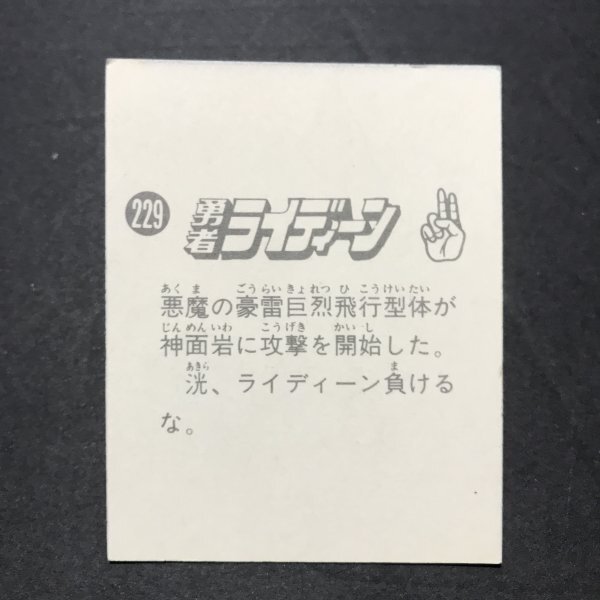 229
勇者ライディーン
あくま ごうらいきょれつ ひこうけいたい
悪魔の豪雷巨烈飛行型体が
じんめんいわ こうげき かいし
神面岩に攻撃を開始した。
あきら ま
洸、ライディーン負ける
な。